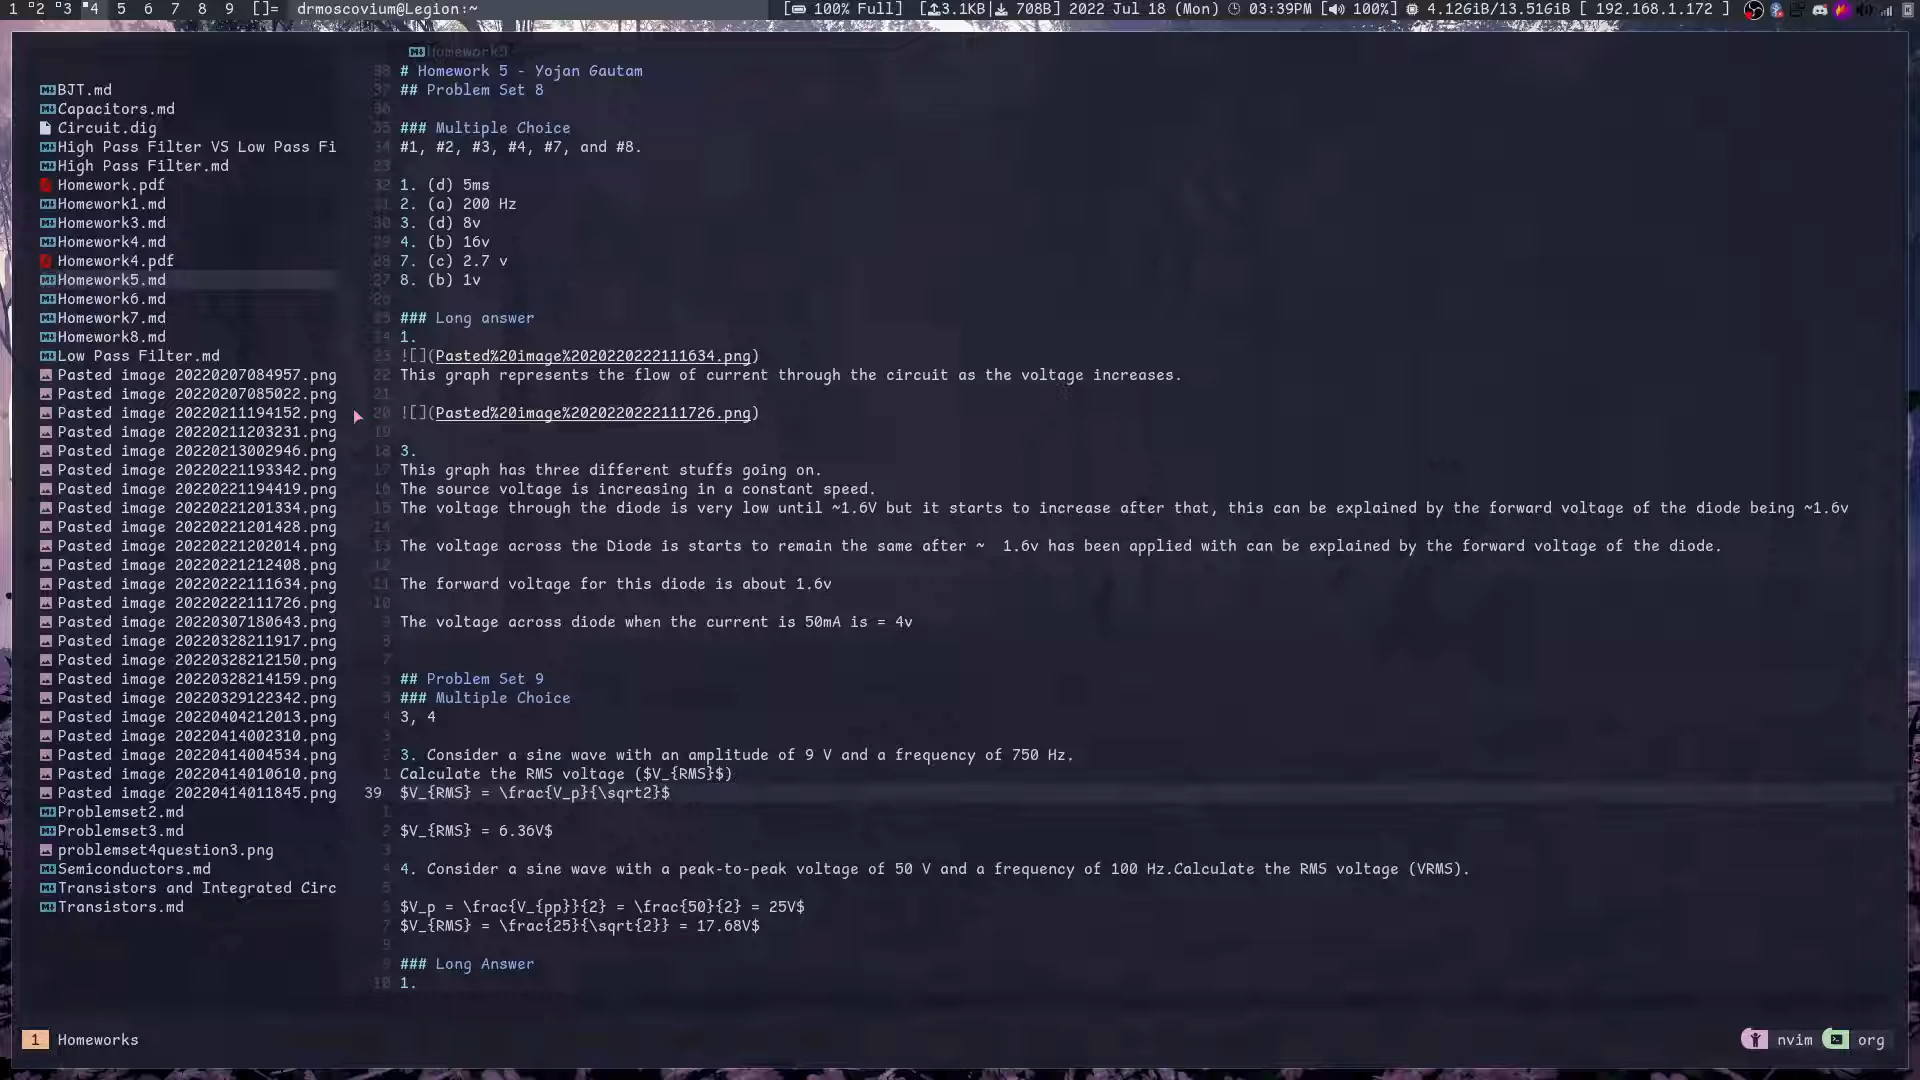 1 2 3 4 5 6 7 8 9 []= drmoscovium@Legion:~ [ 100% Full] [ 3.1KB| 708B] 2022 Jul 18 (Mon) 03:39PM [ 100%] 4.12GiB/13.51GiB [ 192.168.1.172 ]
Homework5
BJT.md
Capacitors.md
Circuit.dig
High Pass Filter VS Low Pass Fi
High Pass Filter.md
Homework.pdf
Homework1.md
Homework3.md
Homework4.md
Homework4.pdf
Homework5.md
Homework6.md
Homework7.md
Homework8.md
Low Pass Filter.md
Pasted image 20220207084957.png
Pasted image 20220207085022.png
Pasted image 20220211194152.png
Pasted image 20220211203231.png
Pasted image 20220213002946.png
Pasted image 20220221193342.png
Pasted image 20220221194419.png
Pasted image 20220221201334.png
Pasted image 20220221201428.png
Pasted image 20220221202014.png
Pasted image 20220221212408.png
Pasted image 20220222111634.png
Pasted image 20220222111726.png
Pasted image 20220307180643.png
Pasted image 20220328211917.png
Pasted image 20220328212150.png
Pasted image 20220328214159.png
Pasted image 20220329122342.png
Pasted image 20220404212013.png
Pasted image 20220414002310.png
Pasted image 20220414004534.png
Pasted image 20220414010610.png
Pasted image 20220414011845.png
Problemset2.md
Problemset3.md
problemset4question3.png
Semiconductors.md
Transistors and Integrated Circ
Transistors.md
# Homework 5 - Yojan Gautam
## Problem Set 8
### Multiple Choice
#1, #2, #3, #4, #7, and #8.
1. (d) 5ms
2. (a) 200 Hz
3. (d) 8v
4. (b) 16v
7. (c) 2.7 v
8. (b) 1v
### Long answer
1.
![](Pasted%20image%2020220222111634.png)
This graph represents the flow of current through the circuit as the voltage increases.
![](Pasted%20image%2020220222111726.png)
3.
This graph has three different stuffs going on.
The source voltage is increasing in a constant speed.
The voltage through the diode is very low until ~1.6V but it starts to increase after that, this can be explained by the forward voltage of the diode being ~1.6v
The voltage across the Diode is starts to remain the same after ~  1.6v has been applied with can be explained by the forward voltage of the diode.
The forward voltage for this diode is about 1.6v
The voltage across diode when the current is 50mA is = 4v
## Problem Set 9
### Multiple Choice
3, 4
3. Consider a sine wave with an amplitude of 9 V and a frequency of 750 Hz.
Calculate the RMS voltage ($V_{RMS}$)
39 $V_{RMS} = \frac{V_p}{\sqrt2}$
$V_{RMS} = 6.36V$
4. Consider a sine wave with a peak-to-peak voltage of 50 V and a frequency of 100 Hz.Calculate the RMS voltage (VRMS).
$V_p = \frac{V_{pp}}{2} = \frac{50}{2} = 25V$
$V_{RMS} = \frac{25}{\sqrt{2}} = 17.68V$
### Long Answer
1.
1 Homeworks
nvim org